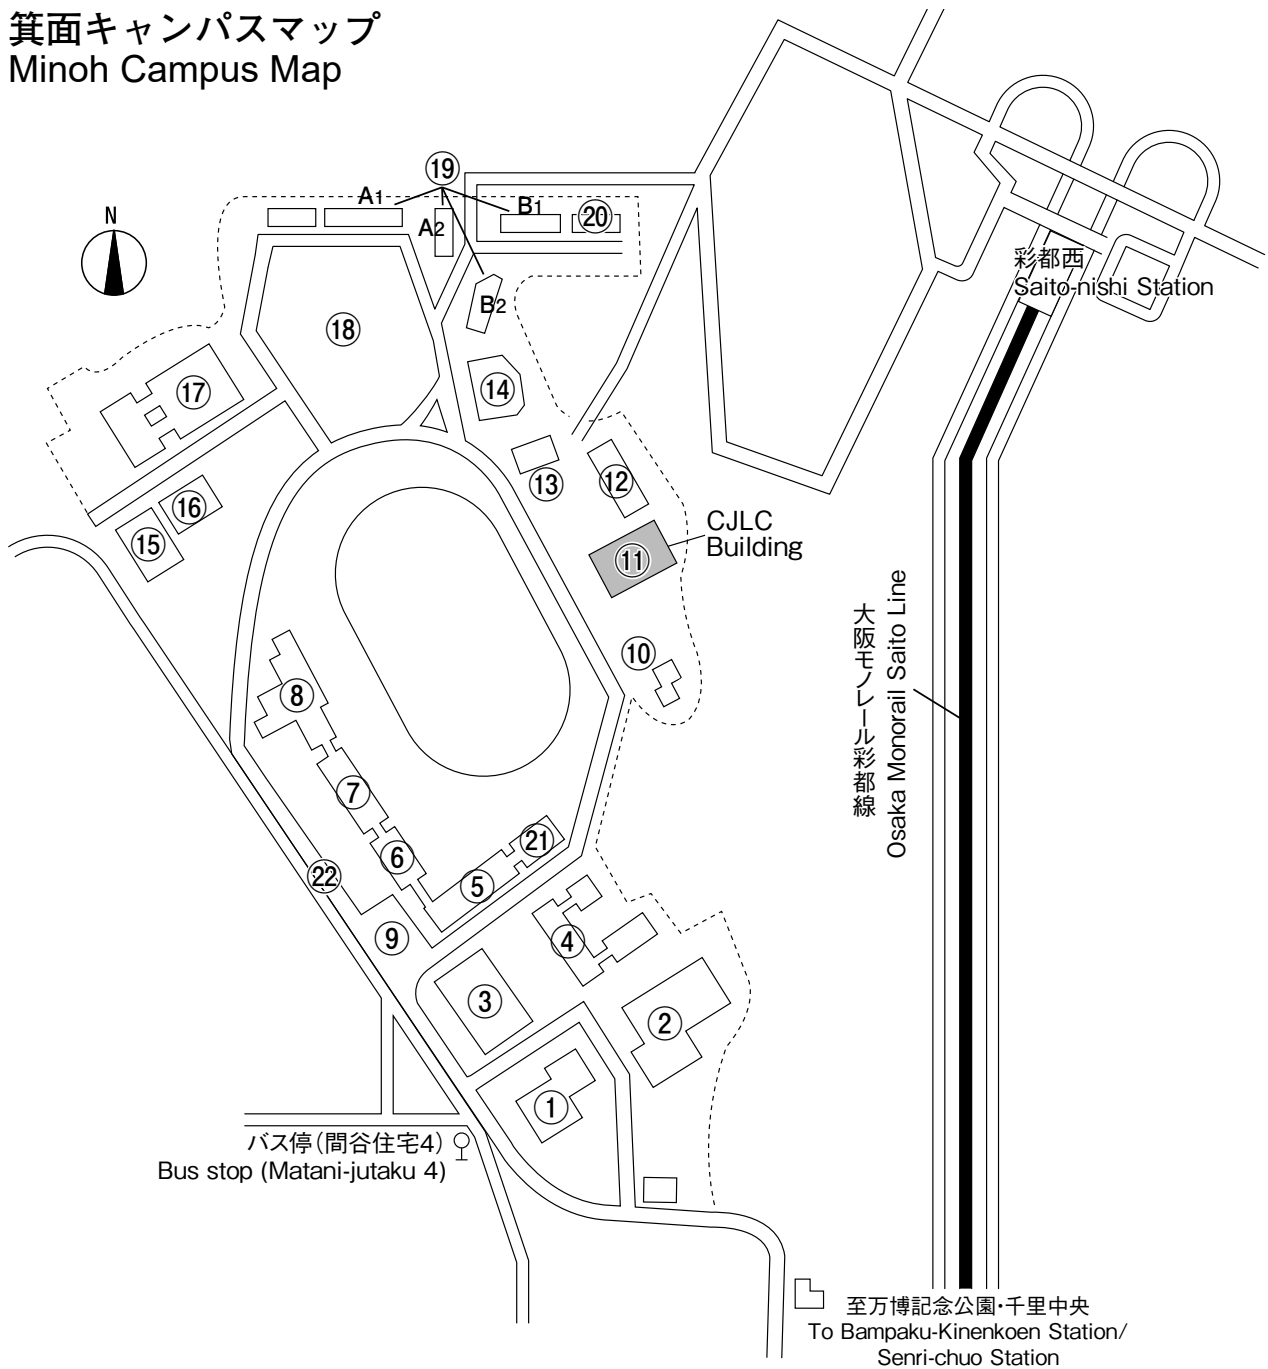 箕面キャンパスマップ
Minoh Campus Map
N
⑲
A1
A2
B1
⑳
B2
彩都西
Saito-nishi Station
⑱
⑰
⑭
⑯
⑮
⑬
⑫
CJLC
Building
⑪
⑩
大阪モノレール彩都線
Osaka Monorail Saito Line
⑧
⑦
⑥
㉑
⑤
㉒
⑨
④
③
②
①
バス停(間谷住宅4)
Bus stop (Matani-jutaku 4)
至万博記念公園・千里中央
To Bampaku-Kinenkoen Station/
Senri-chuo Station